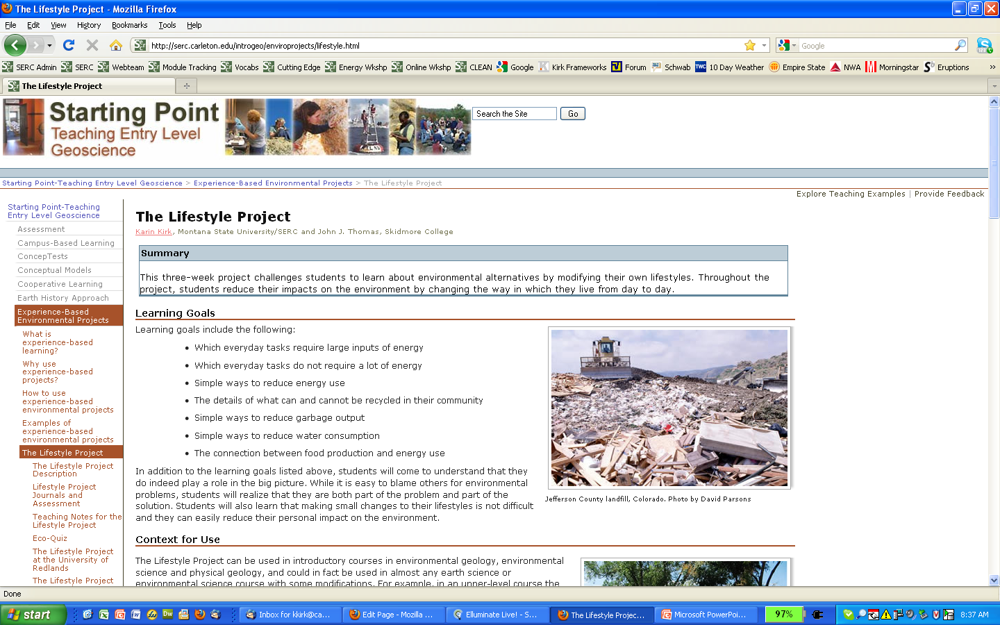 The Lifestyle Project - Mozilla Firefox
File Edit View History Bookmarks Tools Help
http://serc.carleton.edu/introgeo/enviroprojects/lifestyle.html
Google
SERC Admin SERC Webteam Module Tracking Vocabs Cutting Edge Energy Wkshp Online Wkshp CLEAN Google Kirk Frameworks Forum Schwab 10 Day Weather Empire State NWA Morningstar Eruptions »
The Lifestyle Project
Starting Point
Teaching Entry Level
Geoscience
Search the Site Go
Starting Point-Teaching Entry Level Geoscience > Experience-Based Environmental Projects > The Lifestyle Project
Explore Teaching Examples | Provide Feedback
Starting Point-Teaching
Entry Level Geoscience
Assessment
Campus-Based Learning
ConcepTests
Conceptual Models
Cooperative Learning
Earth History Approach
Experience-Based
Environmental Projects
What is
experience-based
learning?
Why use
experience-based
projects?
How to use
experience-based
environmental projects
Examples of
experience-based
environmental projects
The Lifestyle Project
The Lifestyle Project
Description
Lifestyle Project
Journals and
Assessment
Teaching Notes for the
Lifestyle Project
Eco-Quiz
The Lifestyle Project
at the University of
Redlands
The Lifestyle Project
The Lifestyle Project
Karin Kirk, Montana State University/SERC and John J. Thomas, Skidmore College
Summary
This three-week project challenges students to learn about environmental alternatives by modifying their own lifestyles. Throughout the
project, students reduce their impacts on the environment by changing the way in which they live from day to day.
Learning Goals
Learning goals include the following:
• Which everyday tasks require large inputs of energy
• Which everyday tasks do not require a lot of energy
• Simple ways to reduce energy use
• The details of what can and cannot be recycled in their community
• Simple ways to reduce garbage output
• Simple ways to reduce water consumption
• The connection between food production and energy use
Jefferson County landfill, Colorado. Photo by David Parsons
In addition to the learning goals listed above, students will come to understand that they
do indeed play a role in the big picture. While it is easy to blame others for environmental
problems, students will realize that they are both part of the problem and part of the
solution. Students will also learn that making small changes to their lifestyles is not difficult
and they can easily reduce their personal impact on the environment.
Context for Use
The Lifestyle Project can be used in introductory courses in environmental geology, environmental
science and physical geology, and could in fact be used in almost any earth science or
environmental science course with some modifications. For example, in an upper-level course the
Done
start Inbox for kkirk@ca... Edit Page - Mozilla ... Elluminate Live! - S... The Lifestyle Projec... Microsoft PowerPoi... 97% 8:37 AM